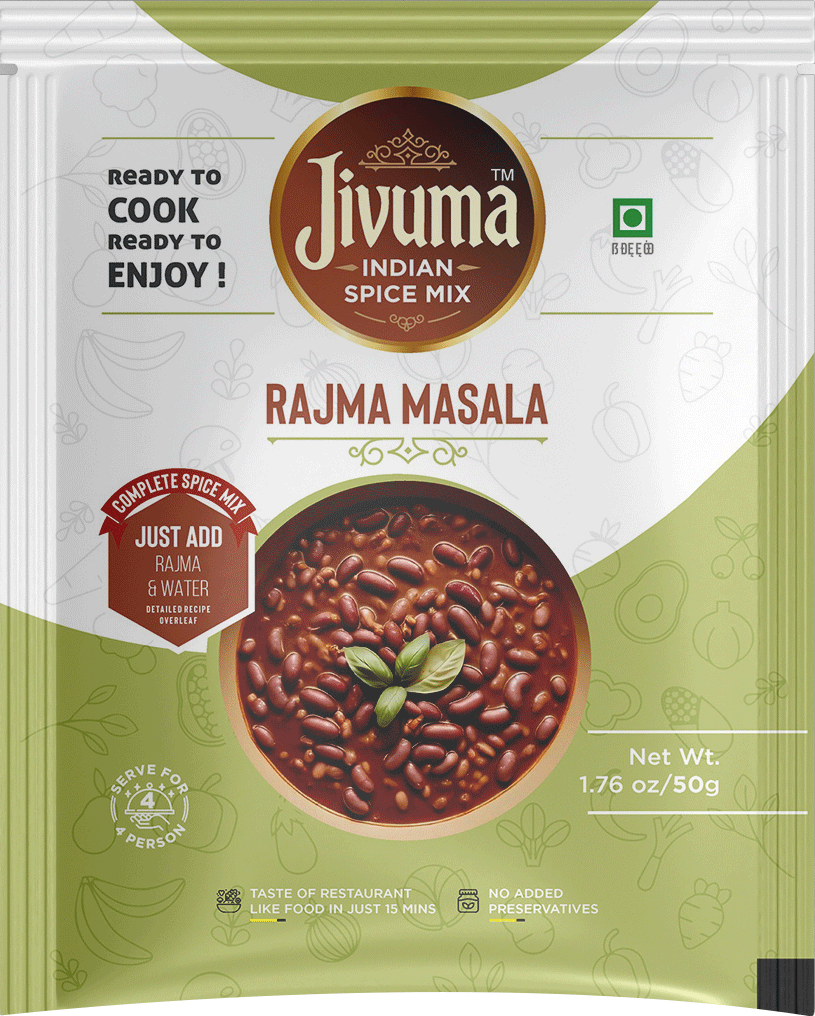 READY TO
COOK
READY TO
ENJOY !
Jivuma™
INDIAN
SPICE MIX
RAJMA MASALA
COMPLETE SPICE MIX
JUST ADD
RAJMA
& WATER
DETAILED RECIPE
OVERLEAF
Net Wt.
1.76 oz/50g
SERVE FOR
4
4 PERSON
TASTE OF RESTAURANT
LIKE FOOD IN JUST 15 MINS
NO ADDED
PRESERVATIVES